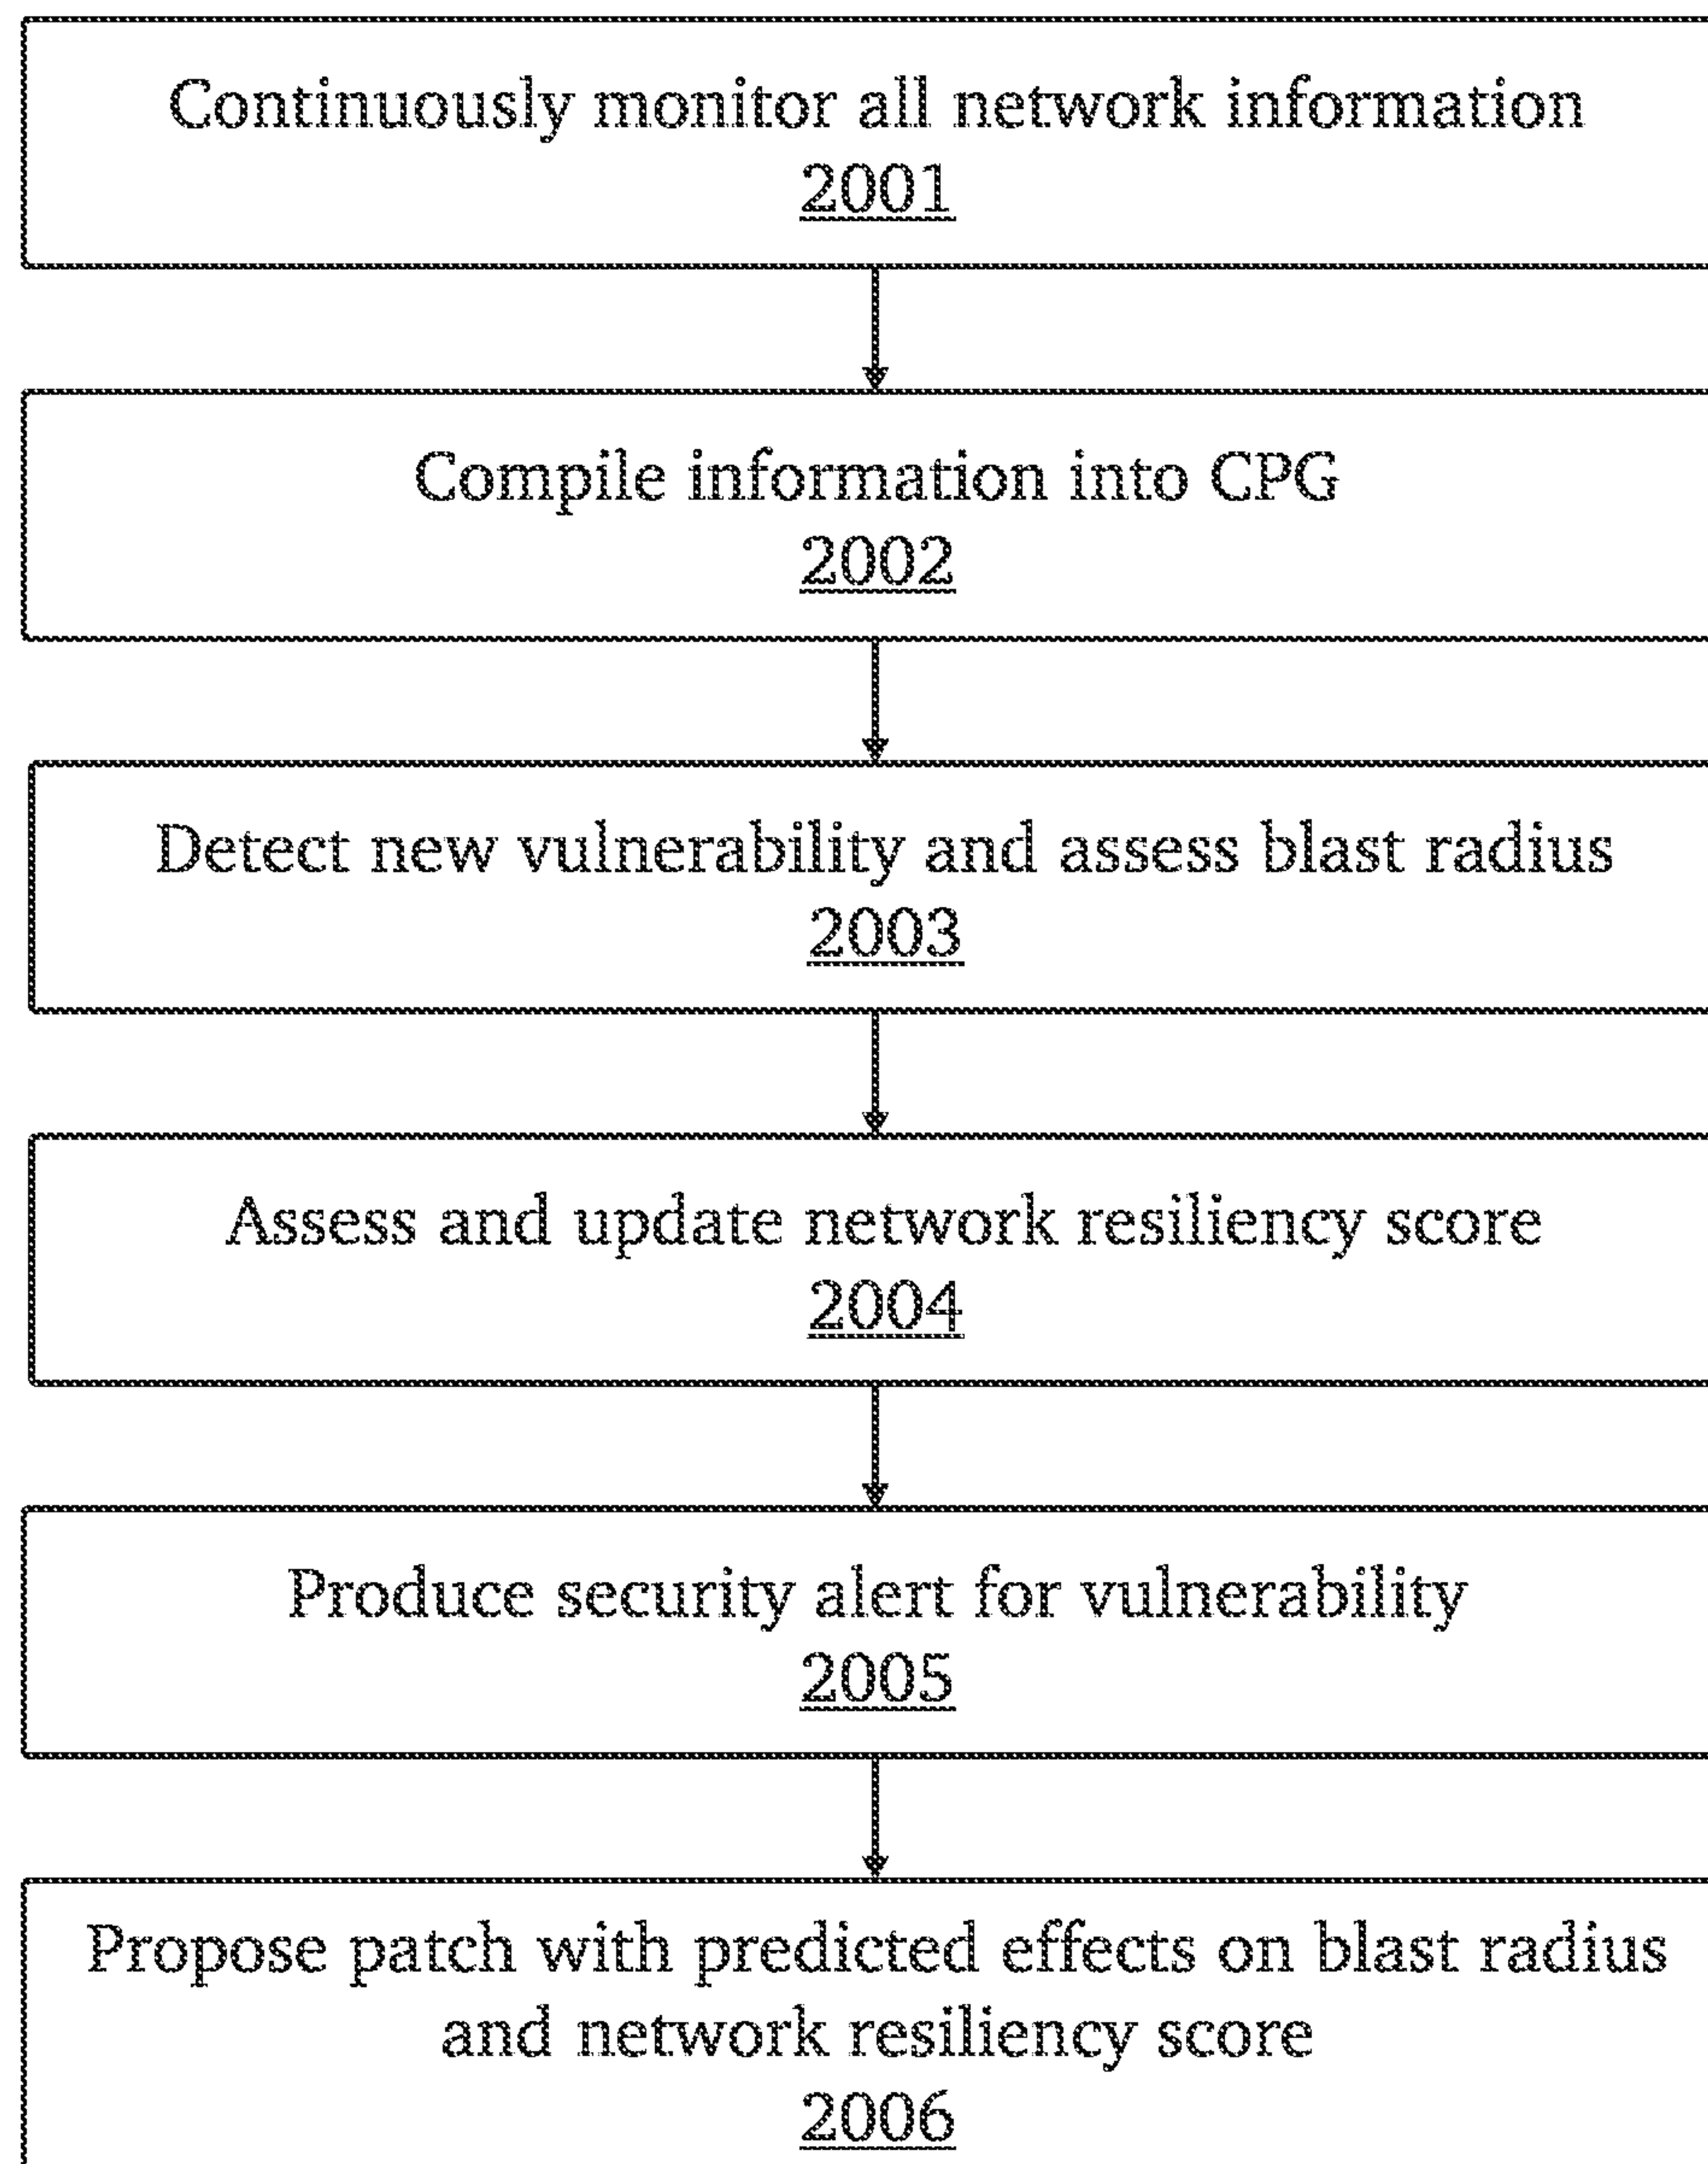 Continuously monitor all network information
2001
Compile information into CPG
2002
Detect new vulnerability and assess blast radius
2003
Assess and update network resiliency score
2004
Produce security alert for vulnerability
2005
Propose patch with predicted effects on blast radius
and network resiliency score
2006